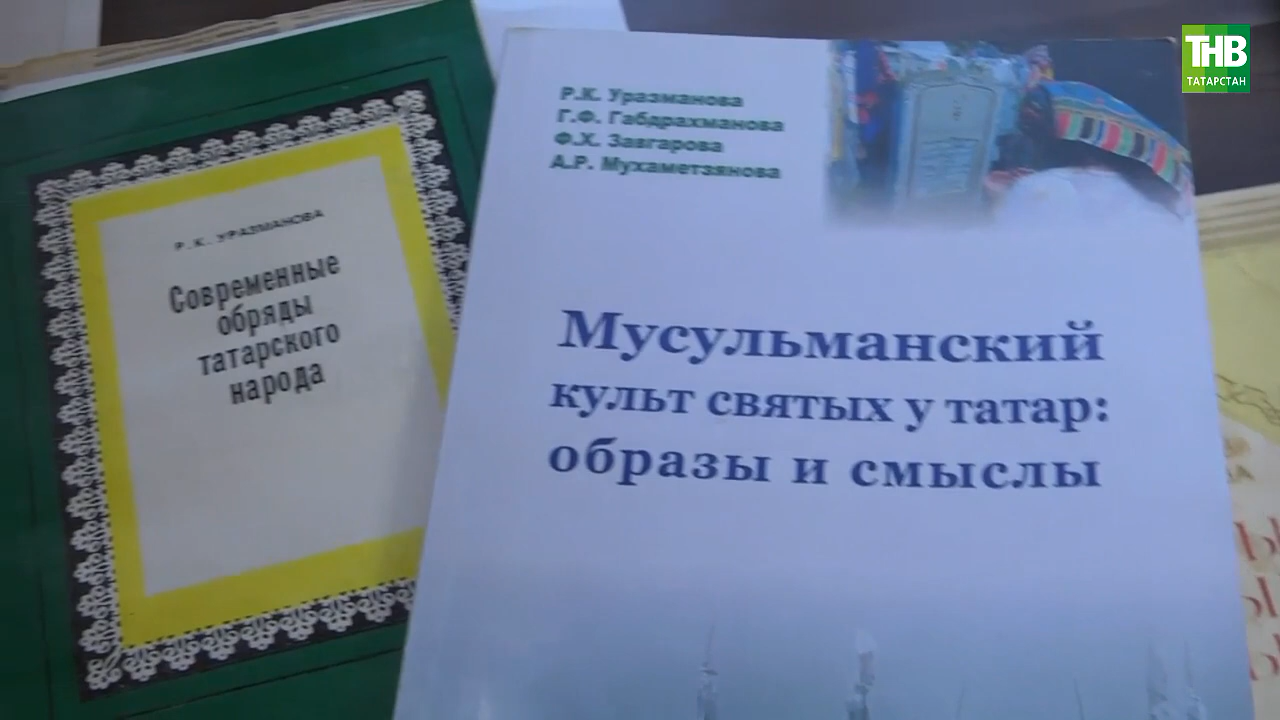 ТНВ
ТАТАРСТАН
Р.К. УРАЗМАНОВА
Современные
обряды
татарского
народа
Р.К. Уразманова
Г.Ф. Габдрахманова
Ф.Х. Завгарова
А.Р. Мухаметзянова
Мусульманский
культ святых у татар:
образы и смыслы